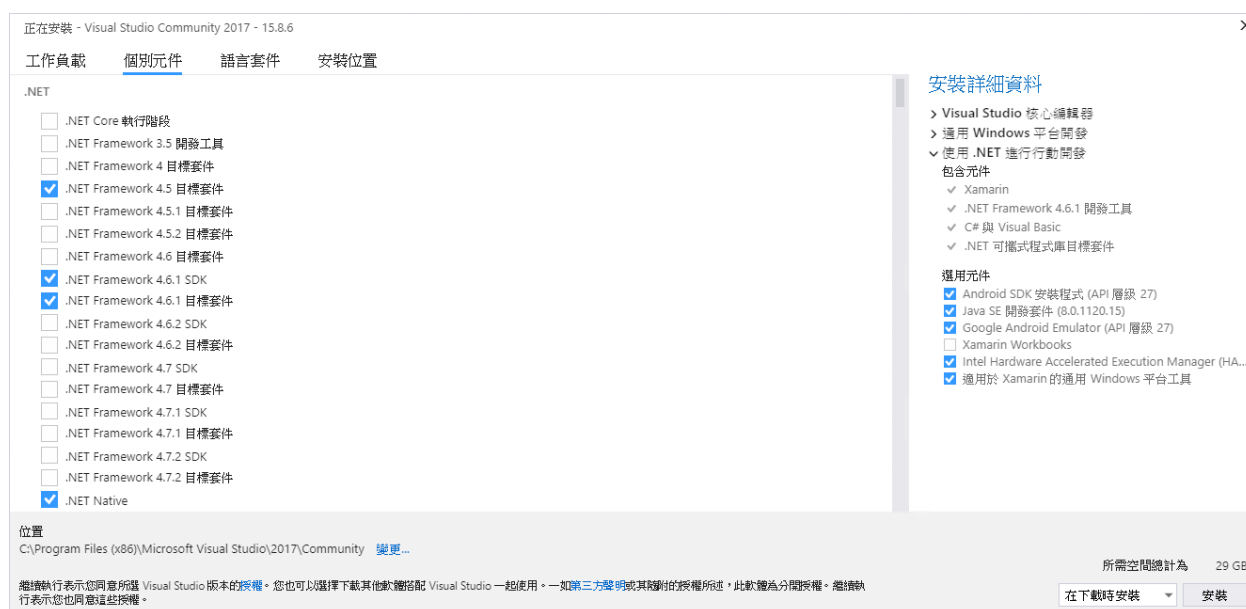 正在安裝 - Visual Studio Community 2017 - 15.8.6
工作負載 個別元件 語言套件 安裝位置
.NET
.NET Core 執行階段
.NET Framework 3.5 開發工具
.NET Framework 4 目標套件
.NET Framework 4.5 目標套件
.NET Framework 4.5.1 目標套件
.NET Framework 4.5.2 目標套件
.NET Framework 4.6 目標套件
.NET Framework 4.6.1 SDK
.NET Framework 4.6.1 目標套件
.NET Framework 4.6.2 SDK
.NET Framework 4.6.2 目標套件
.NET Framework 4.7 SDK
.NET Framework 4.7 目標套件
.NET Framework 4.7.1 SDK
.NET Framework 4.7.1 目標套件
.NET Framework 4.7.2 SDK
.NET Framework 4.7.2 目標套件
.NET Native
安裝詳細資料
Visual Studio 核心編輯器
通用 Windows 平台開發
使用 .NET 進行行動開發
包含元件
Xamarin
.NET Framework 4.6.1 開發工具
C# 與 Visual Basic
.NET 可攜式程式庫目標套件
選用元件
Android SDK 安裝程式 (API 層級 27)
Java SE 開發套件 (8.0.1120.15)
Google Android Emulator (API 層級 27)
Xamarin Workbooks
Intel Hardware Accelerated Execution Manager (HA...
適用於 Xamarin 的通用 Windows 平台工具
位置
C:\Program Files (x86)\Microsoft Visual Studio\2017\Community 變更...
所需空間總計為 29 GB
繼續執行表示您同意所選 Visual Studio 版本的授權。您也可以選擇下載其他軟體搭配 Visual Studio 一起使用。一如第三方聲明或其隨附的授權所述，此軟體為分開授權。繼續執
行表示您也同意這些授權。
在下載時安裝 安裝